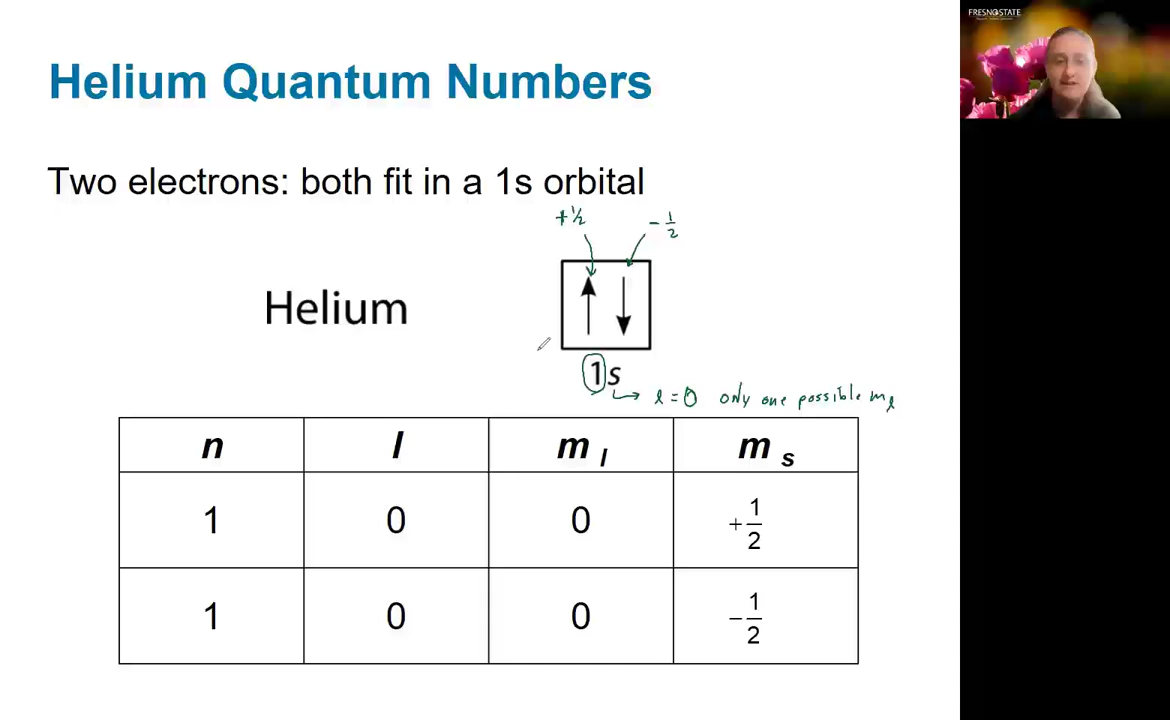 FRESNO STATE
Helium Quantum Numbers
Two electrons: both fit in a 1s orbital
+½ -½
Helium
1s
l=0 only one possible mₗ
n l m l m s
1 0 0 +1/2
1 0 0 −1/2